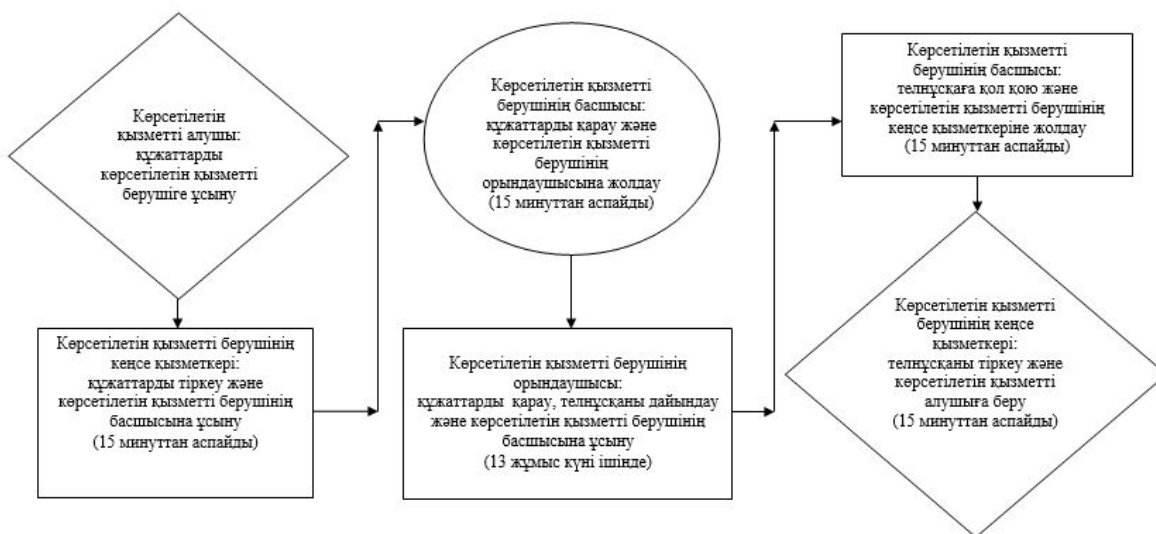 Көрсетілетін
қызметті алушы:
құжаттарды
көрсетілетін қызметті
берушіге ұсыну
Көрсетілетін қызметті берушінің
кеңсе қызметкері:
құжаттарды тіркеу және
көрсетілетін қызметті берушінің
басшысына ұсыну
(15 минуттан аспайды)
Көрсетілетін қызметті
берушінің басшысы:
құжаттарды қарау және
көрсетілетін қызметті
берушінің
орындаушысына жолдау
(15 минуттан аспайды)
Көрсетілетін қызметті берушінің
орындаушысы:
құжаттарды қарау, телнұсқаны дайындау
және көрсетілетін қызметті берушінің
басшысына ұсыну
(13 жұмыс күні ішінде)
Көрсетілетін қызметті
берушінің басшысы:
телнұсқаға қол қою және
көрсетілетін қызметті берушінің
кеңсе қызметкеріне жолдау
(15 минуттан аспайды)
Көрсетілетін қызметті
берушінің кеңсе
қызметкері:
телнұсқаны тіркеу және
көрсетілетін қызметті
алушыға беру
(15 минуттан аспайды)